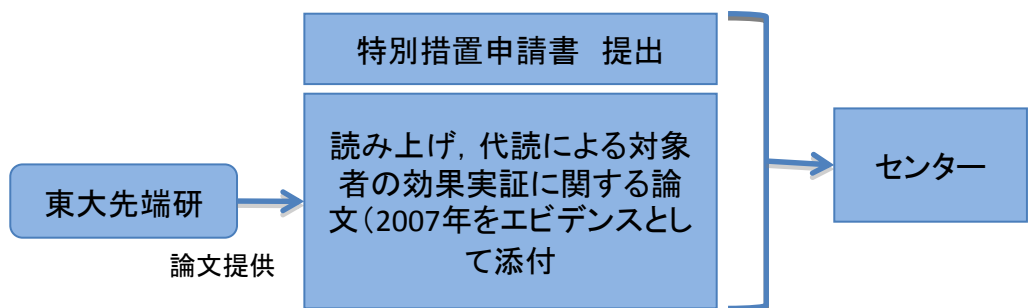 特別措置申請書　提出
読み上げ，代読による対象
者の効果実証に関する論
文（2007年をエビデンスとし
て添付
東大先端研
論文提供
センター